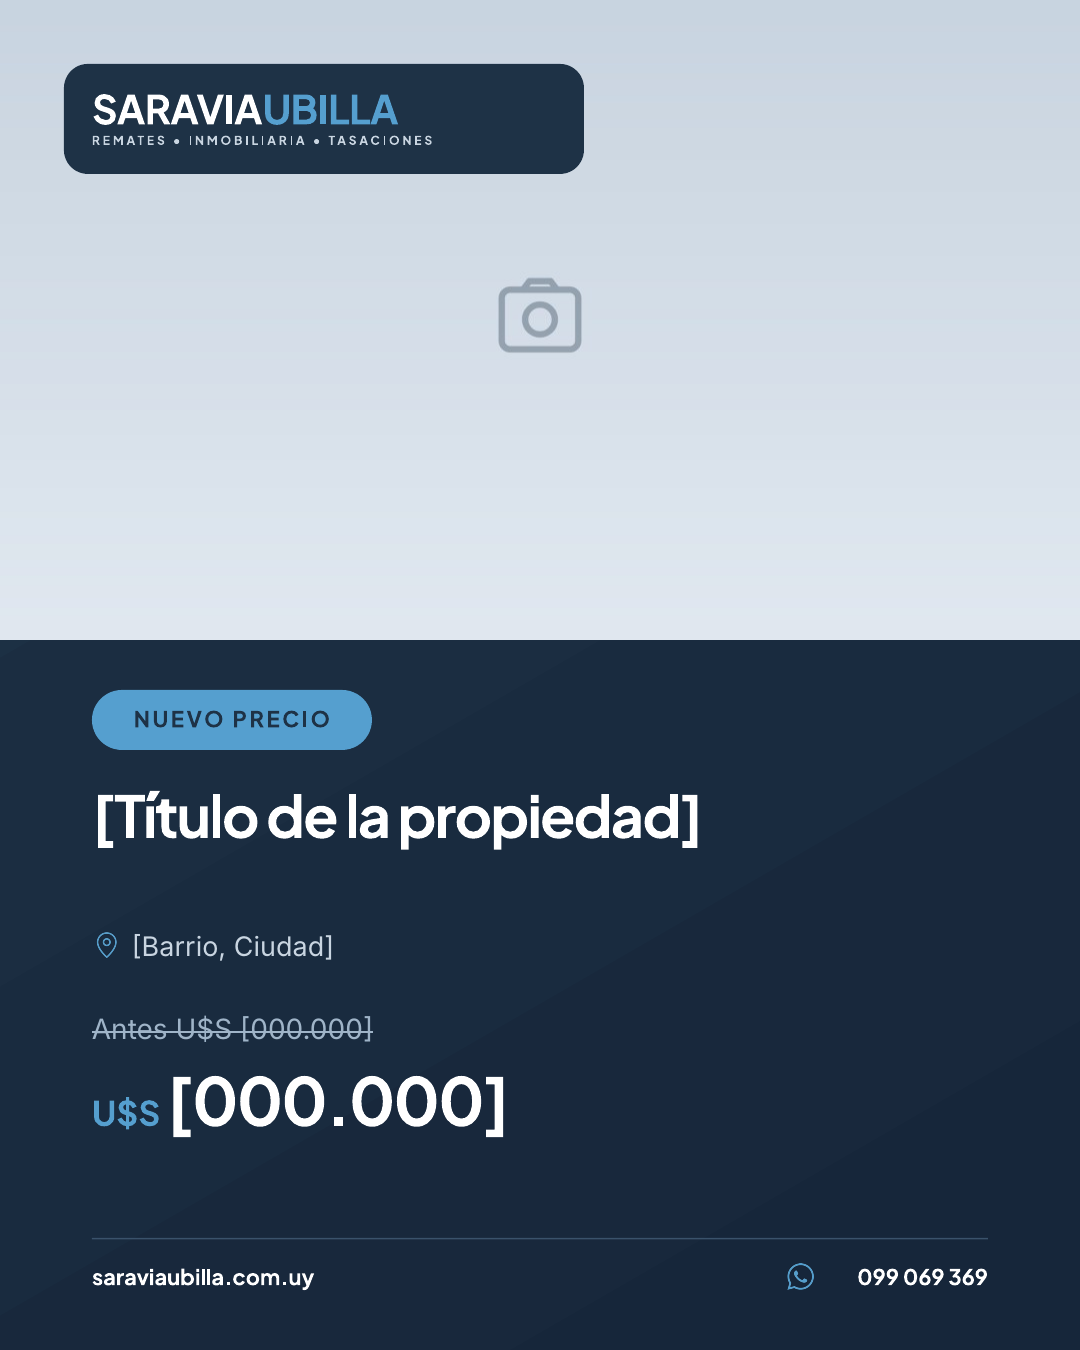 SARAVIAUBILLA
REMATES • INMOBILIARIA • TASACIONES
NUEVO PRECIO
[Título de la propiedad]
[Barrio, Ciudad]
Antes U$S [000.000]
U$S [000.000]
saraviaubilla.com.uy
099 069 369